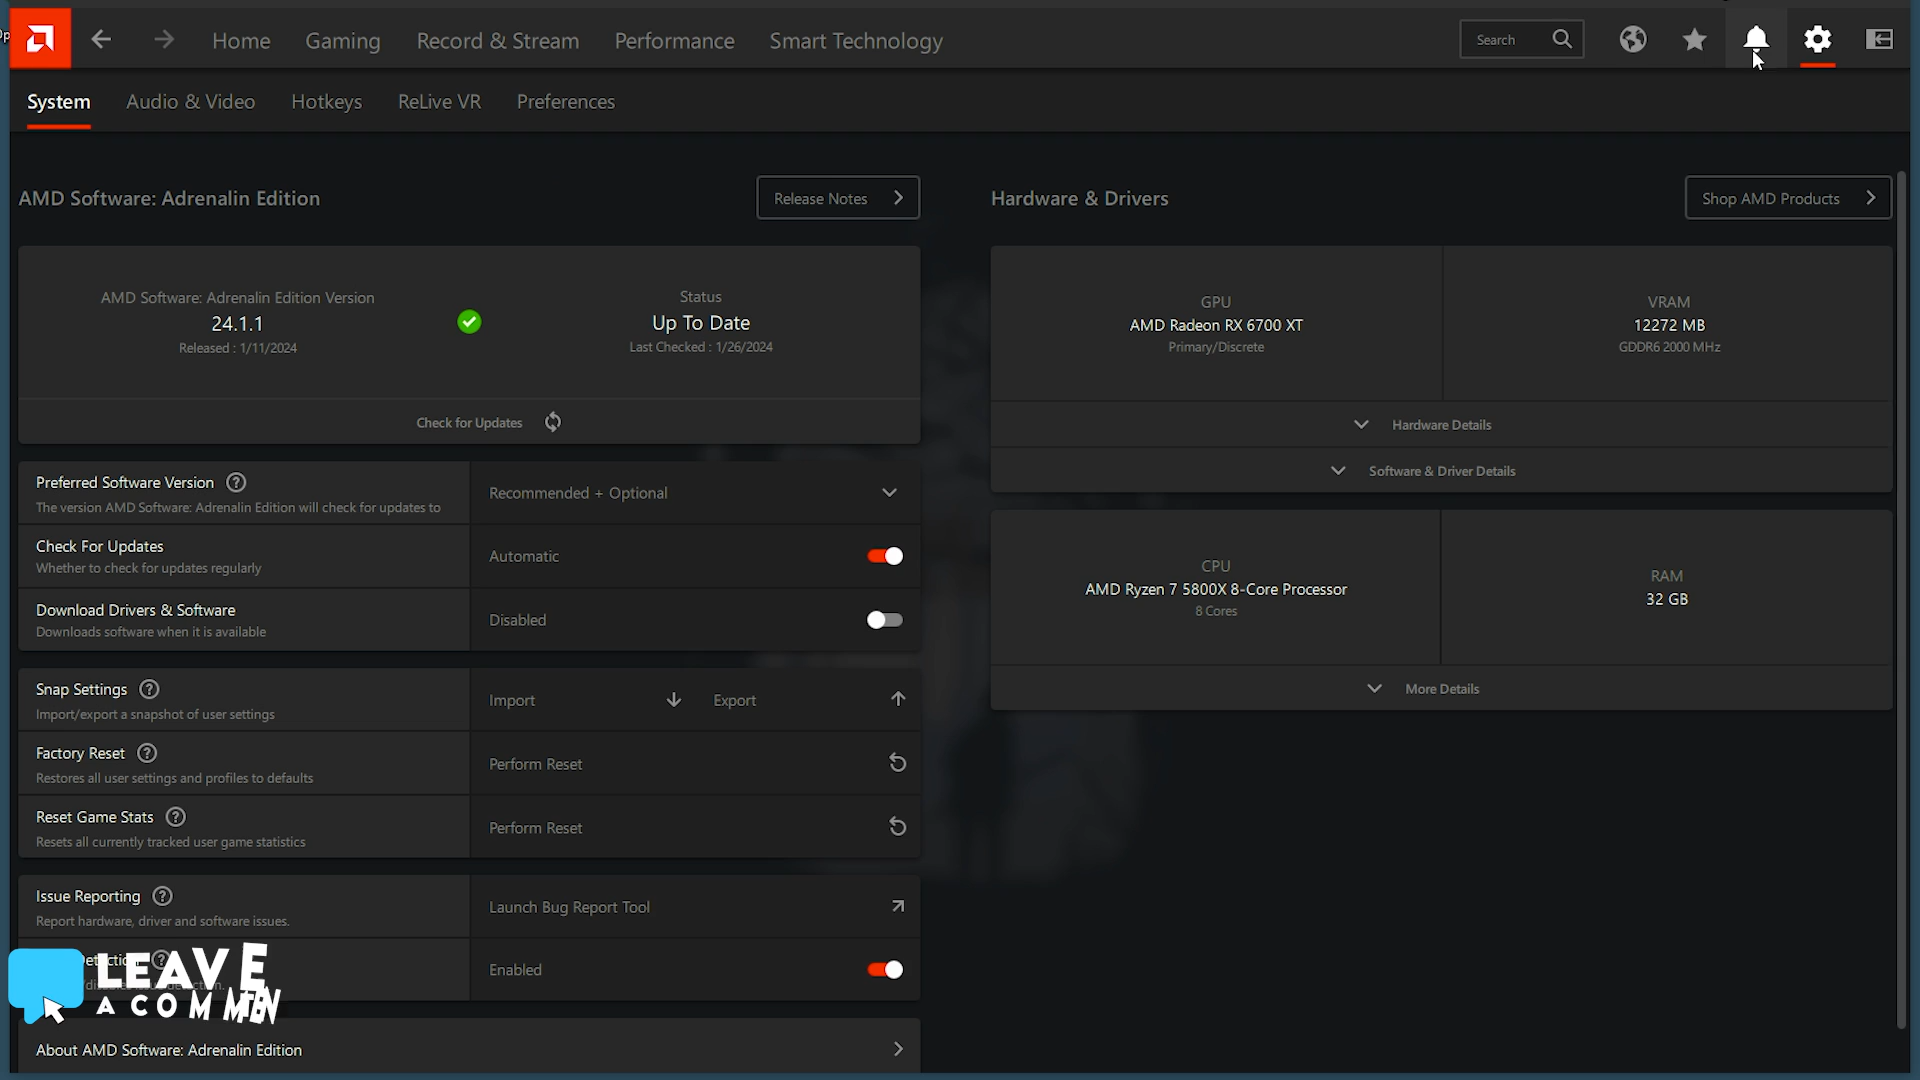 Home Gaming Record & Stream Performance Smart Technology Search
System Audio & Video Hotkeys ReLive VR Preferences
AMD Software: Adrenalin Edition
Release Notes
AMD Software: Adrenalin Edition Version
24.1.1
Released : 1/11/2024
Status
Up To Date
Last Checked : 1/26/2024
Check for Updates
Preferred Software Version
The version AMD Software: Adrenalin Edition will check for updates to
Recommended + Optional
Check For Updates
Whether to check for updates regularly
Automatic
Download Drivers & Software
Downloads software when it is available
Disabled
Snap Settings
Import/export a snapshot of user settings
Import Export
Factory Reset
Restores all user settings and profiles to defaults
Perform Reset
Reset Game Stats
Resets all currently tracked user game statistics
Perform Reset
Issue Reporting
Report hardware, driver and software issues.
Launch Bug Report Tool
Enabled
LEAVE
A COMMEN
About AMD Software: Adrenalin Edition
Hardware & Drivers
Shop AMD Products
GPU
AMD Radeon RX 6700 XT
Primary/Discrete
VRAM
12272 MB
GDDR6 2000 MHz
Hardware Details
Software & Driver Details
CPU
AMD Ryzen 7 5800X 8-Core Processor
8 Cores
RAM
32 GB
More Details